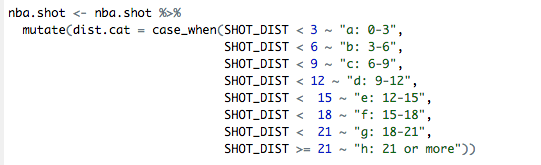 nba.shot <- nba.shot %>%
  mutate(dist.cat = case_when(SHOT_DIST < 3 ~ "a: 0-3",
                              SHOT_DIST < 6 ~ "b: 3-6",
                              SHOT_DIST < 9 ~ "c: 6-9",
                              SHOT_DIST < 12 ~ "d: 9-12",
                              SHOT_DIST <  15 ~ "e: 12-15",
                              SHOT_DIST <  18 ~ "f: 15-18",
                              SHOT_DIST <  21 ~ "g: 18-21",
                              SHOT_DIST >= 21 ~ "h: 21 or more"))